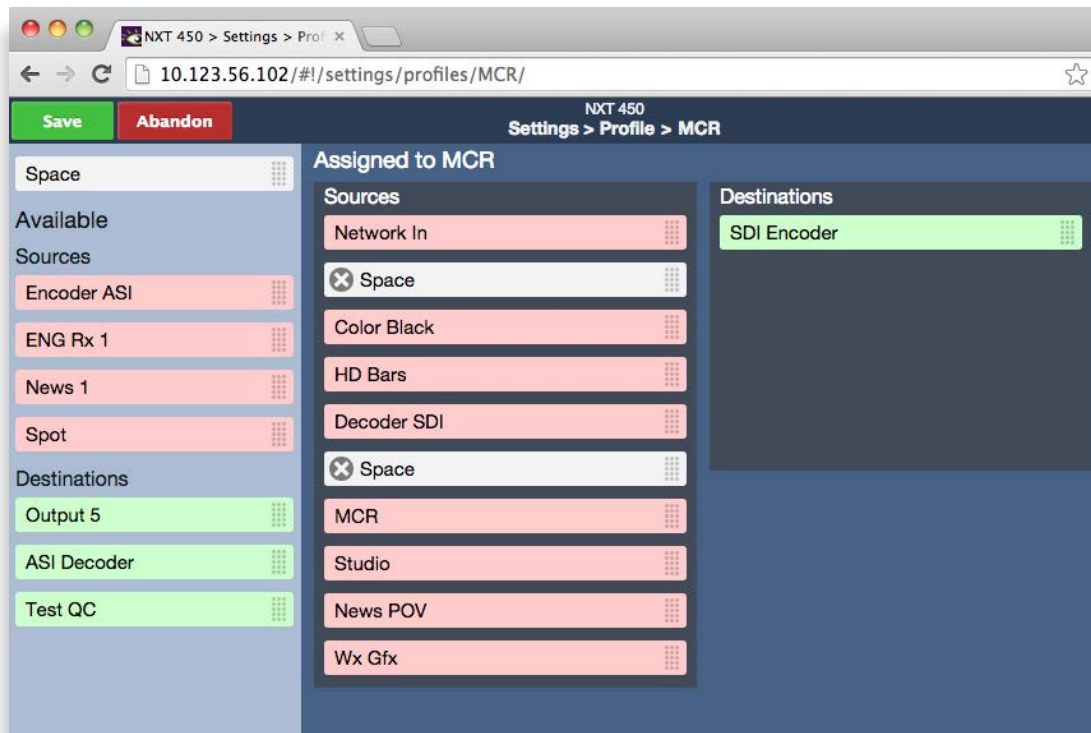 NXT 450 > Settings > Prof
10.123.56.102/#!/settings/profiles/MCR/
Save
Abandon
NXT 450
Settings > Profile > MCR
Space
Available
Sources
Encoder ASI
ENG Rx 1
News 1
Spot
Destinations
Output 5
ASI Decoder
Test QC
Assigned to MCR
Sources
Network In
Space
Color Black
HD Bars
Decoder SDI
Space
MCR
Studio
News POV
Wx Gfx
Destinations
SDI Encoder